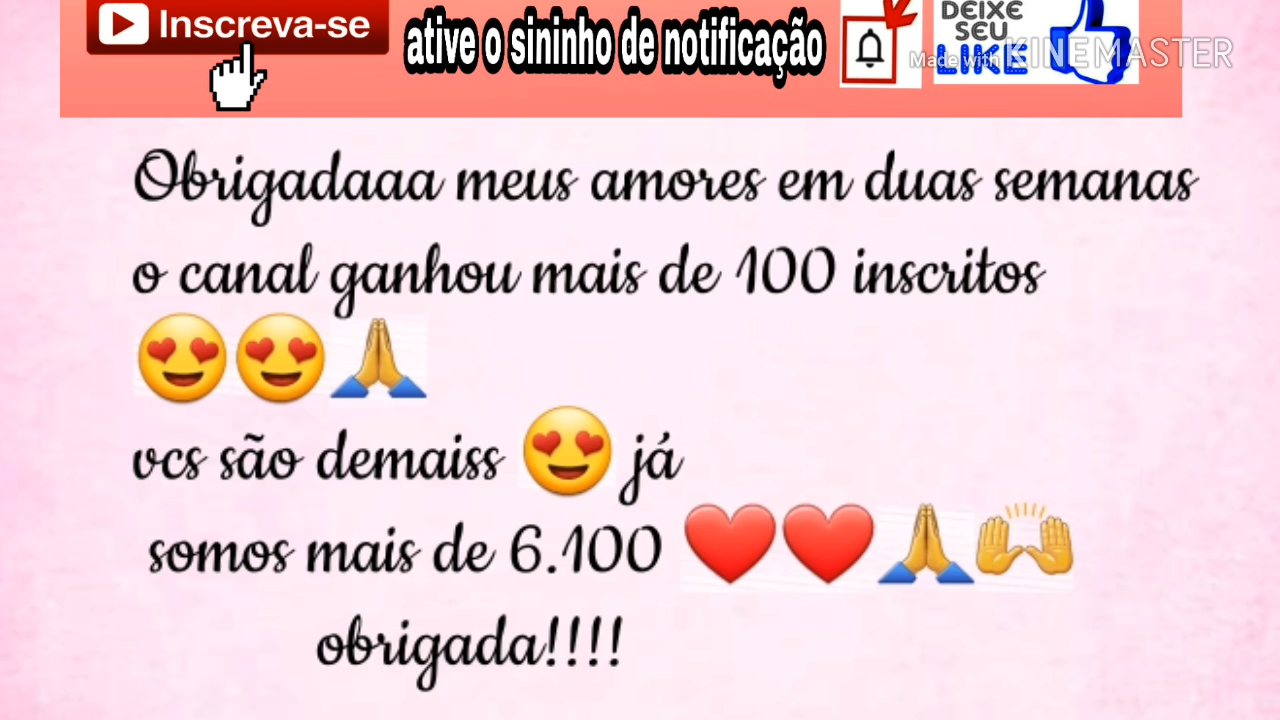 Inscreva-se
ative o sininho de notificação
DEIXE
SEU
LIKE
Made with KINEMASTER
Obrigadaaa meus amores em duas semanas
o canal ganhou mais de 100 inscritos
😍😍🙏
vcs são demaiss 😍 já
somos mais de 6.100 ❤️❤️🙏🙌
obrigada!!!!